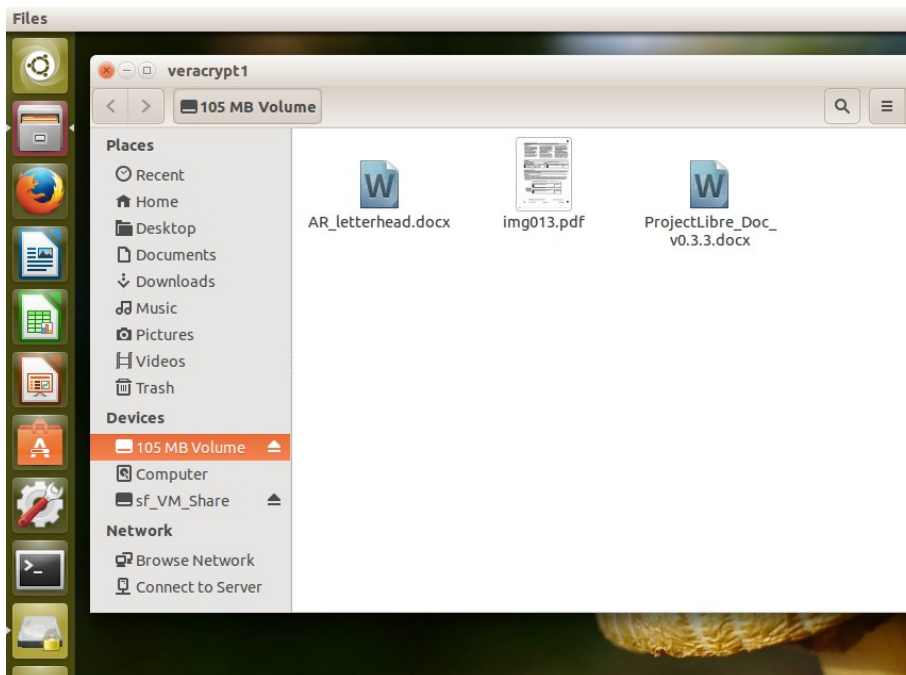 Files
veracrypt1
105 MB Volume
Places
Recent
Home
Desktop
Documents
Downloads
Music
Pictures
Videos
Trash
Devices
105 MB Volume
Computer
sf_VM_Share
Network
Browse Network
Connect to Server
AR_letterhead.docx
img013.pdf
ProjectLibre_Doc_
v0.3.3.docx